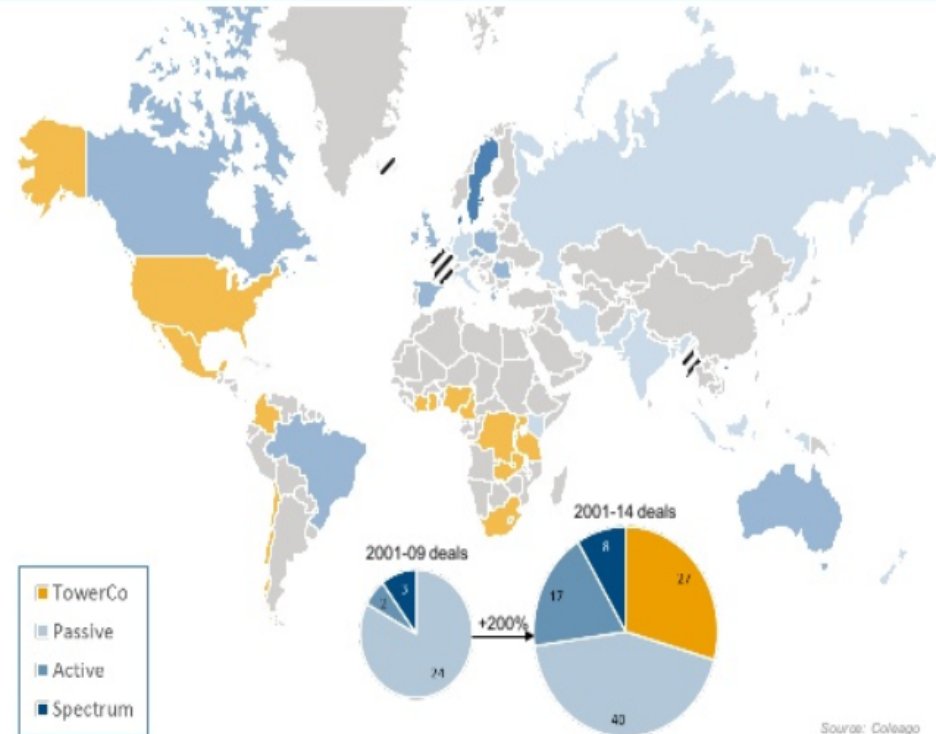 2001-14 deals
2001-09 deals
8
27
17
3
2
+200%
24
40
TowerCo
Passive
Active
Spectrum
Source: Coleago